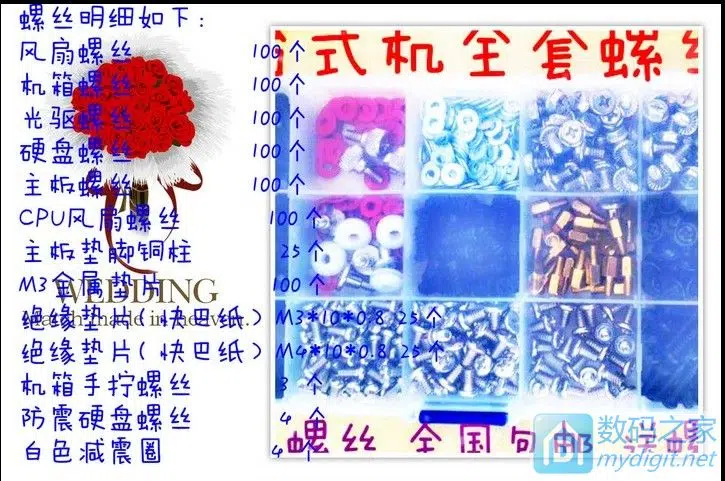 螺丝明细如下:
风扇螺丝 100个
机箱螺丝 100个
光驱螺丝 100个
硬盘螺丝 100个
主板螺丝 100个
CPU风扇螺丝 100个
主板垫脚铜柱 25个
M3金属垫片 100个
绝缘垫片(快巴纸) M3*10*0.8 25个
绝缘垫片(快巴纸) M4*10*0.8 25个
机箱手拧螺丝 3个
防震硬盘螺丝 4个
白色减震圈 4个
WEDDING
式机全套螺丝
螺丝 全国包邮 送螺
数码之家
mydigit.net